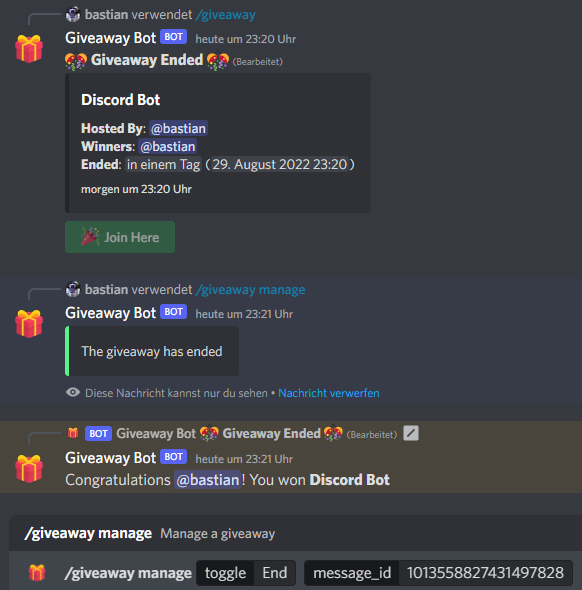 bastian verwendet /giveaway
Giveaway Bot BOT heute um 23:20 Uhr
Giveaway Ended (Bearbeitet)
Discord Bot
Hosted By: @bastian
Winners: @bastian
Ended: in einem Tag (29. August 2022 23:20)
morgen um 23:20 Uhr
Join Here
bastian verwendet /giveaway manage
Giveaway Bot BOT heute um 23:21 Uhr
The giveaway has ended
Diese Nachricht kannst nur du sehen • Nachricht verwerfen
BOT Giveaway Bot Giveaway Ended (Bearbeitet)
Giveaway Bot BOT heute um 23:21 Uhr
Congratulations @bastian! You won Discord Bot
/giveaway manage Manage a giveaway
/giveaway manage toggle End message_id 1013558827431497828